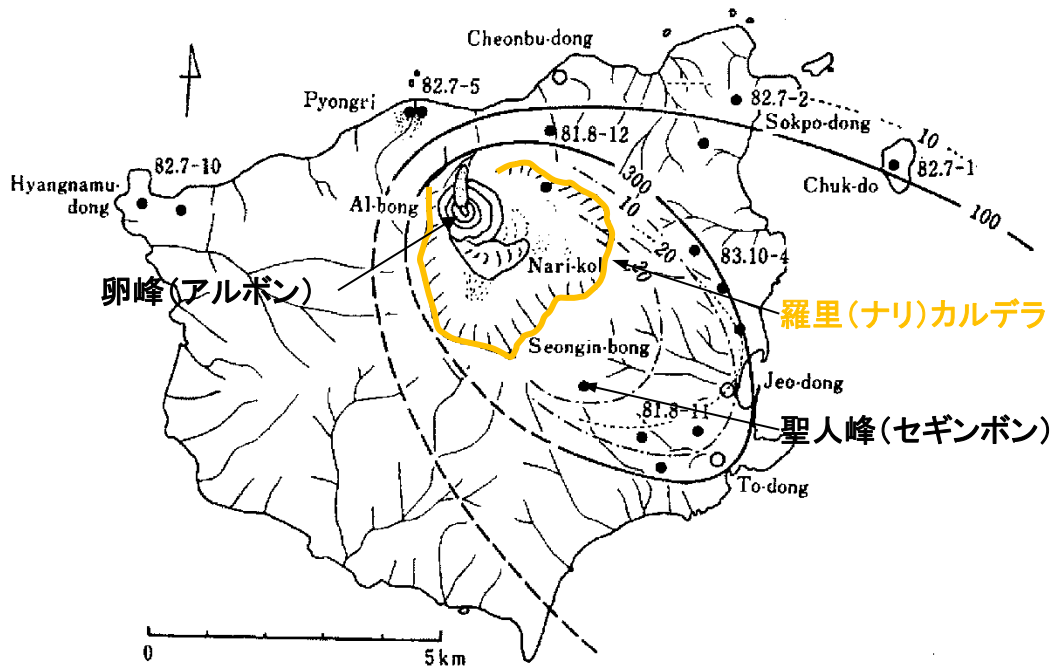 Cheonbu-dong
82.7-5
Pyongri
82.7-2
Sokpo-dong
10
82.7-1
Chuk-do
100
81.8-12
82.7-10
Hyangnamu-
dong
300
10
Al-bong
20
83.10-4
Nari-kol
卵峰(アルボン)
羅里(ナリ)カルデラ
Seongin-bong
Jeo-dong
81.8-11
聖人峰(セギンボン)
To-dong
0
5km